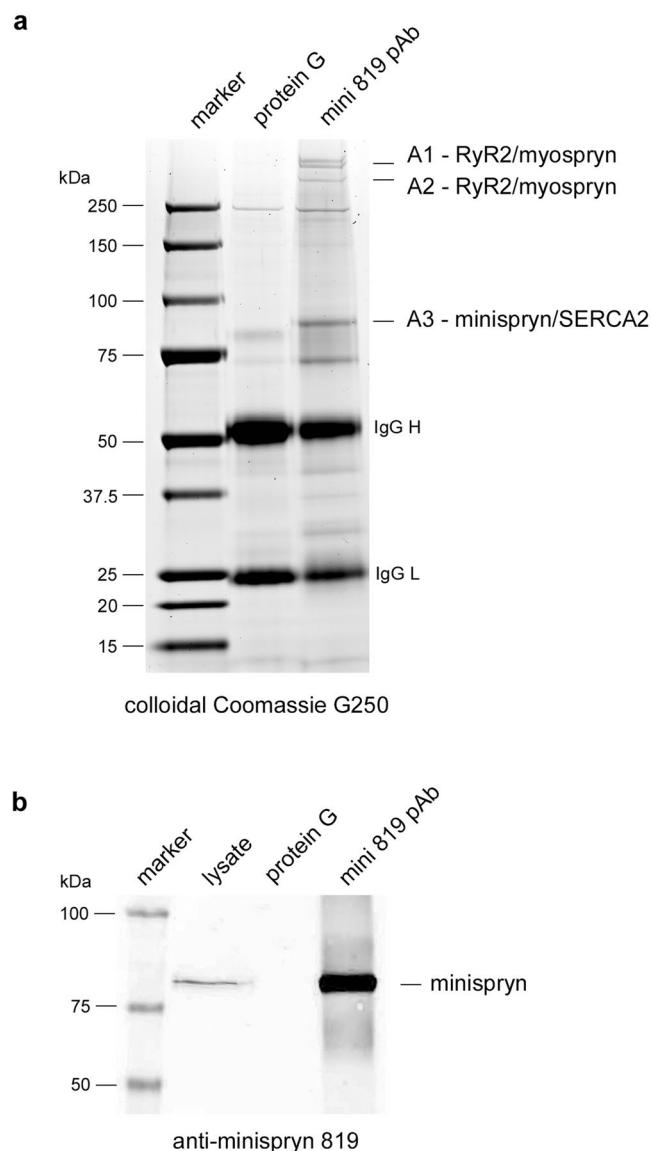 a
marker
protein G
mini 819 pAb
kDa
A1 - RyR2/myospryn
A2 - RyR2/myospryn
250
150
100
A3 - minispryn/SERCA2
75
IgG H
50
37.5
25
IgG L
20
15
colloidal Coomassie G250
b
marker
lysate
protein G
mini 819 pAb
kDa
100
minispryn
75
50
anti-minispryn 819